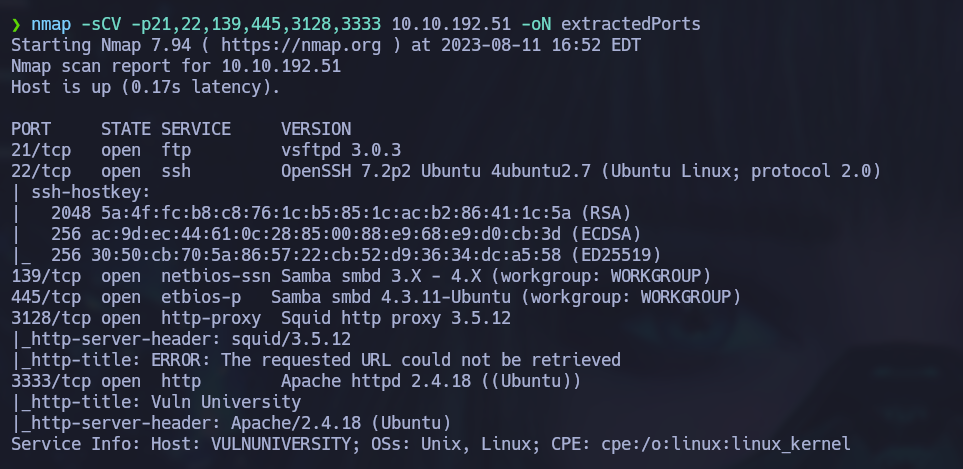 ❯ nmap -sCV -p21,22,139,445,3128,3333 10.10.192.51 -oN extractedPorts
Starting Nmap 7.94 ( https://nmap.org ) at 2023-08-11 16:52 EDT
Nmap scan report for 10.10.192.51
Host is up (0.17s latency).

PORT     STATE SERVICE     VERSION
21/tcp   open  ftp         vsftpd 3.0.3
22/tcp   open  ssh         OpenSSH 7.2p2 Ubuntu 4ubuntu2.7 (Ubuntu Linux; protocol 2.0)
| ssh-hostkey:
|   2048 5a:4f:fc:b8:c8:76:1c:b5:85:1c:ac:b2:86:41:1c:5a (RSA)
|   256 ac:9d:ec:44:61:0c:28:85:00:88:e9:68:e9:d0:cb:3d (ECDSA)
|_  256 30:50:cb:70:5a:86:57:22:cb:52:d9:36:34:dc:a5:58 (ED25519)
139/tcp  open  netbios-ssn Samba smbd 3.X - 4.X (workgroup: WORKGROUP)
445/tcp  open  etbios-p   Samba smbd 4.3.11-Ubuntu (workgroup: WORKGROUP)
3128/tcp open  http-proxy  Squid http proxy 3.5.12
|_http-server-header: squid/3.5.12
|_http-title: ERROR: The requested URL could not be retrieved
3333/tcp open  http        Apache httpd 2.4.18 ((Ubuntu))
|_http-title: Vuln University
|_http-server-header: Apache/2.4.18 (Ubuntu)
Service Info: Host: VULNUNIVERSITY; OSs: Unix, Linux; CPE: cpe:/o:linux:linux_kernel